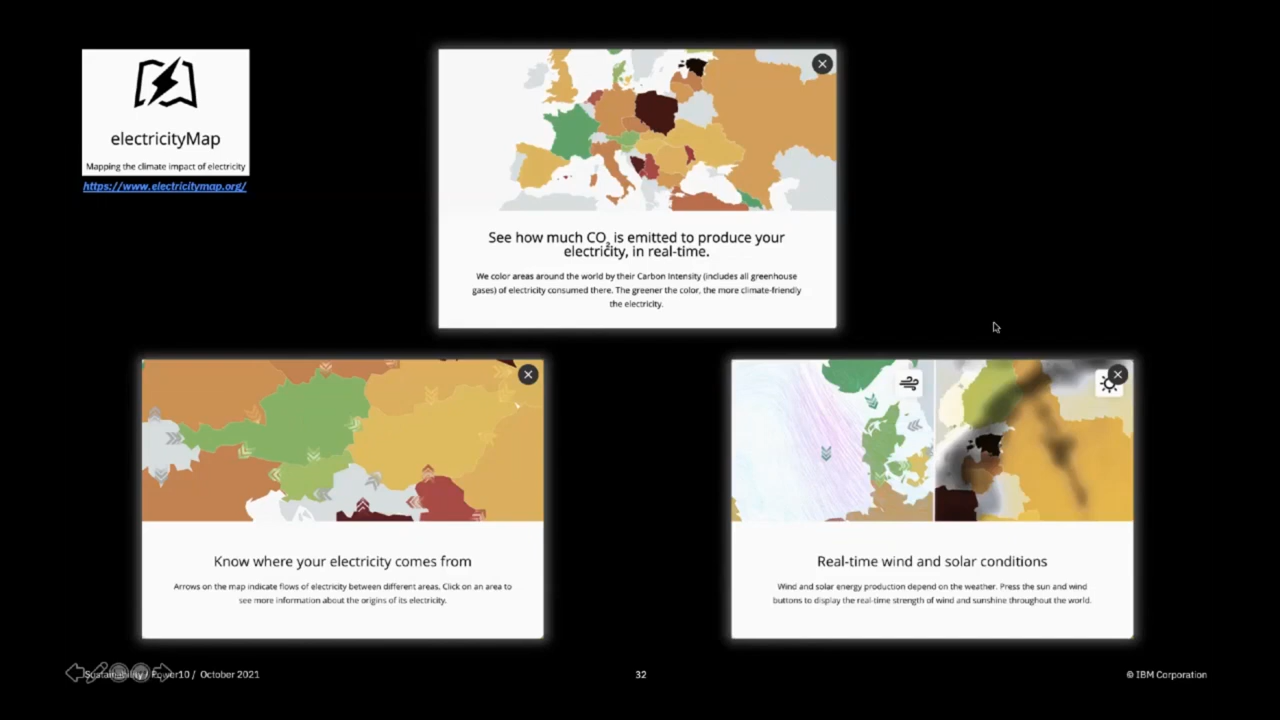 electricityMap
Mapping the climate impact of electricity
https://www.electricitymap.org/
See how much CO2 is emitted to produce your
electricity, in real-time.
We color areas around the world by their Carbon Intensity (includes all greenhouse
gases) of electricity consumed there. The greener the color, the more climate-friendly
the electricity.
Know where your electricity comes from
Arrows on the map indicate flows of electricity between different areas. Click on an area to
see more information about the origins of its electricity.
Real-time wind and solar conditions
Wind and solar energy production depend on the weather. Press the sun and wind
buttons to display the real-time strength of wind and sunshine throughout the world.
Sustainability / Power10 / October 2021
32
© IBM Corporation